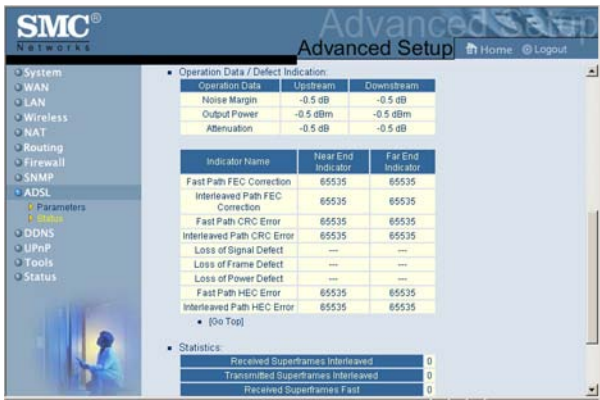 SMC®
Networks
Advanced Setup
Advanced Setup
Home
Logout
System
WAN
LAN
Wireless
NAT
Routing
Firewall
SNMP
ADSL
Parameters
Status
DDNS
UPnP
Tools
Status
Operation Data / Defect Indication:
Operation Data Upstream Downstream
Noise Margin -0.5 dB -0.5 dB
Output Power -0.5 dBm -0.5 dBm
Attenuation -0.5 dB -0.5 dB
Indicator Name Near End Indicator Far End Indicator
Fast Path FEC Correction 65535 65535
Interleaved Path FEC Correction 65535 65535
Fast Path CRC Error 65535 65535
Interleaved Path CRC Error 65535 65535
Loss of Signal Defect --- ---
Loss of Frame Defect --- ---
Loss of Power Defect --- ---
Fast Path HEC Error 65535 65535
Interleaved Path HEC Error 65535 65535
[Go Top]
Statistics:
Received Superframes Interleaved 0
Transmitted Superframes Interleaved 0
Received Superframes Fast 0